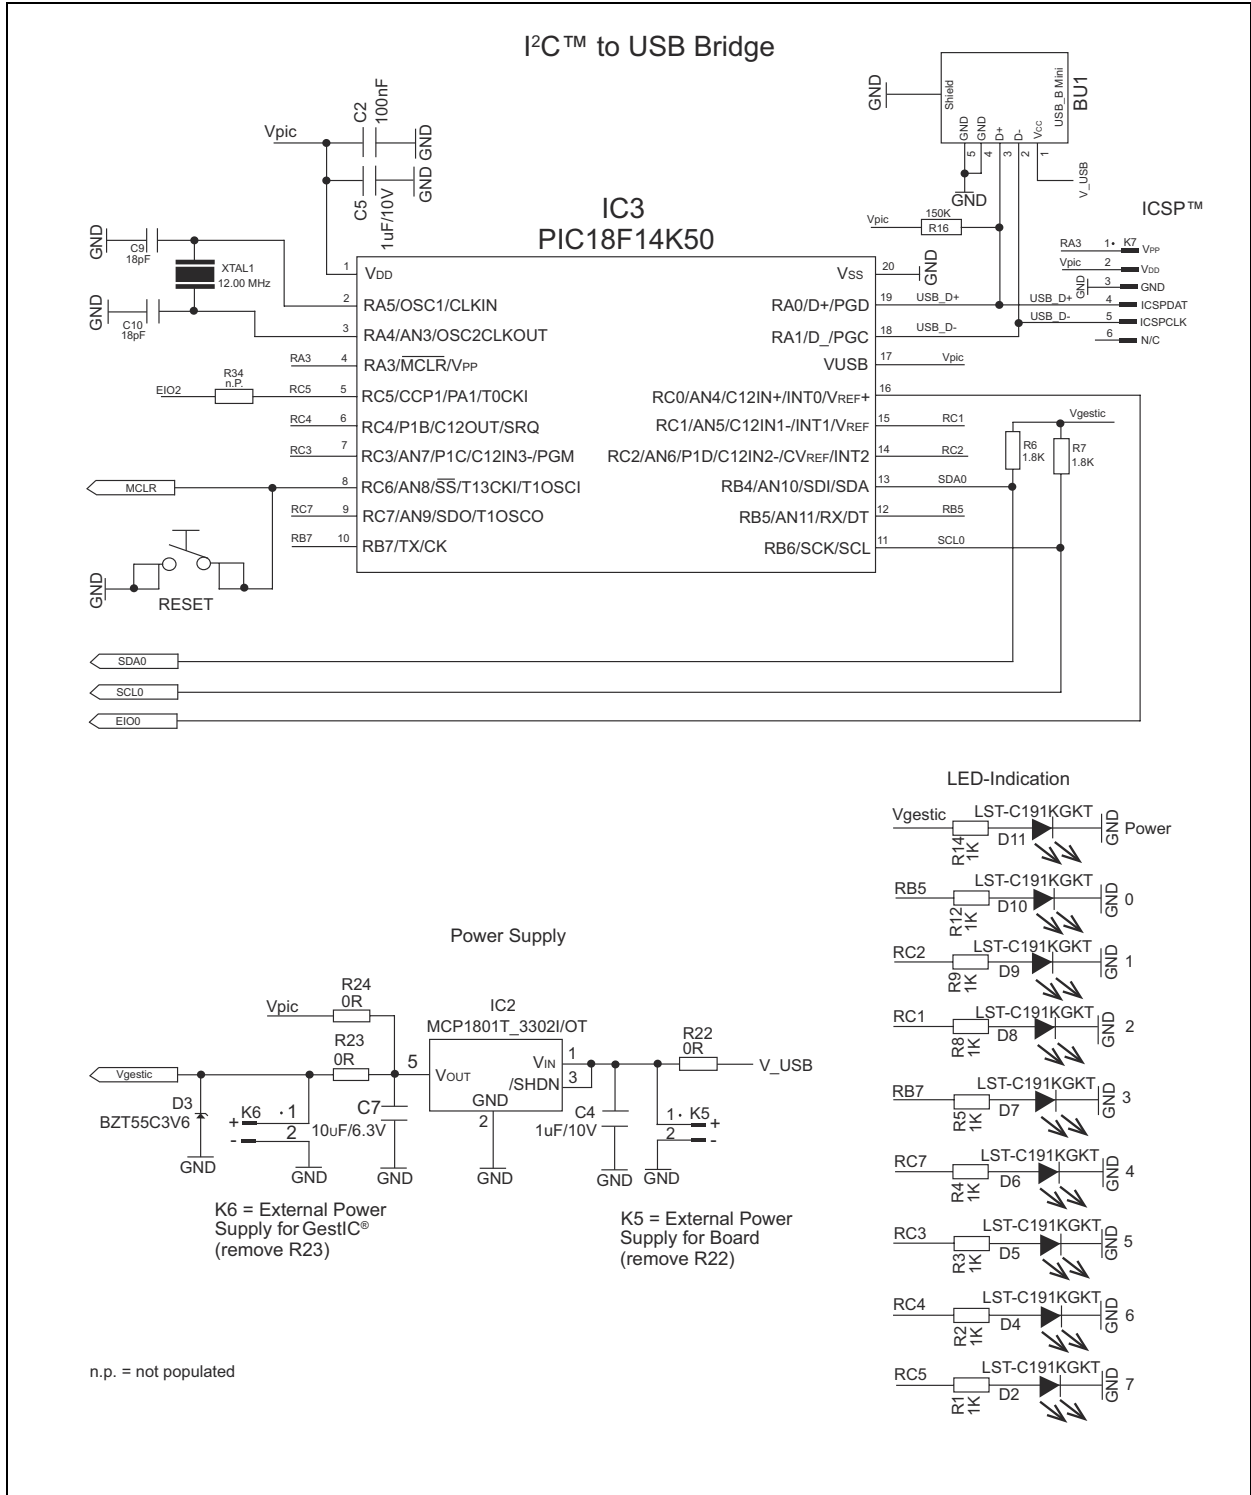 I²C™ to USB Bridge
Vpic
C2
100nF
GND
C5
1uF/10V
GND
GND
C9
18pF
XTAL1
12.00 MHz
GND
C10
18pF
GND
Shield
USB_B Mini
BU1
GND
GND
D+
D-
Vcc
5
4
3
2
1
GND
V_USB
Vpic
150K
R16
ICSP™
RA3
1·
K7
VPP
Vpic
2
VDD
GND
3
GND
USB_D+
4
ICSPDAT
USB_D-
5
ICSPCLK
6
N/C
IC3
PIC18F14K50
1
VDD
2
RA5/OSC1/CLKIN
3
RA4/AN3/OSC2CLKOUT
RA3
4
RA3/MCLR/VPP
EIO2
R34
n.P.
RC5
5
RC5/CCP1/PA1/T0CKI
RC4
6
RC4/P1B/C12OUT/SRQ
RC3
7
RC3/AN7/P1C/C12IN3-/PGM
MCLR
8
RC6/AN8/SS/T13CKI/T1OSCI
RC7
9
RC7/AN9/SDO/T1OSCO
RB7
10
RB7/TX/CK
VSS
20
GND
RA0/D+/PGD
19
USB_D+
RA1/D_/PGC
18
USB_D-
VUSB
17
Vpic
RC0/AN4/C12IN+/INT0/VREF+
16
RC1/AN5/C12IN1-/INT1/VREF
15
RC1
RC2/AN6/P1D/C12IN2-/CVREF/INT2
14
RC2
RB4/AN10/SDI/SDA
13
SDA0
RB5/AN11/RX/DT
12
RB5
RB6/SCK/SCL
11
SCL0
Vgestic
R6
1.8K
R7
1.8K
GND
RESET
SDA0
SCL0
EIO0
LED-Indication
Vgestic
R14
1K
LST-C191KGKT
D11
GND
Power
RB5
R12
1K
LST-C191KGKT
D10
GND
0
RC2
R9
1K
LST-C191KGKT
D9
GND
1
RC1
R8
1K
LST-C191KGKT
D8
GND
2
RB7
R5
1K
LST-C191KGKT
D7
GND
3
RC7
R4
1K
LST-C191KGKT
D6
GND
4
RC3
R3
1K
LST-C191KGKT
D5
GND
5
RC4
R2
1K
LST-C191KGKT
D4
GND
6
RC5
R1
1K
LST-C191KGKT
D2
GND
7
Power Supply
Vpic
R24
0R
Vgestic
R23
0R
5
IC2
MCP1801T_3302I/OT
VOUT
VIN
1
/SHDN
3
GND
2
GND
R22
0R
V_USB
D3
BZT55C3V6
GND
K6
·1
+
2
-
GND
C7
10uF/6.3V
GND
C4
1uF/10V
GND
1·
K5
+
2
-
GND
K6 = External Power
Supply for GestIC®
(remove R23)
K5 = External Power
Supply for Board
(remove R22)
n.p. = not populated